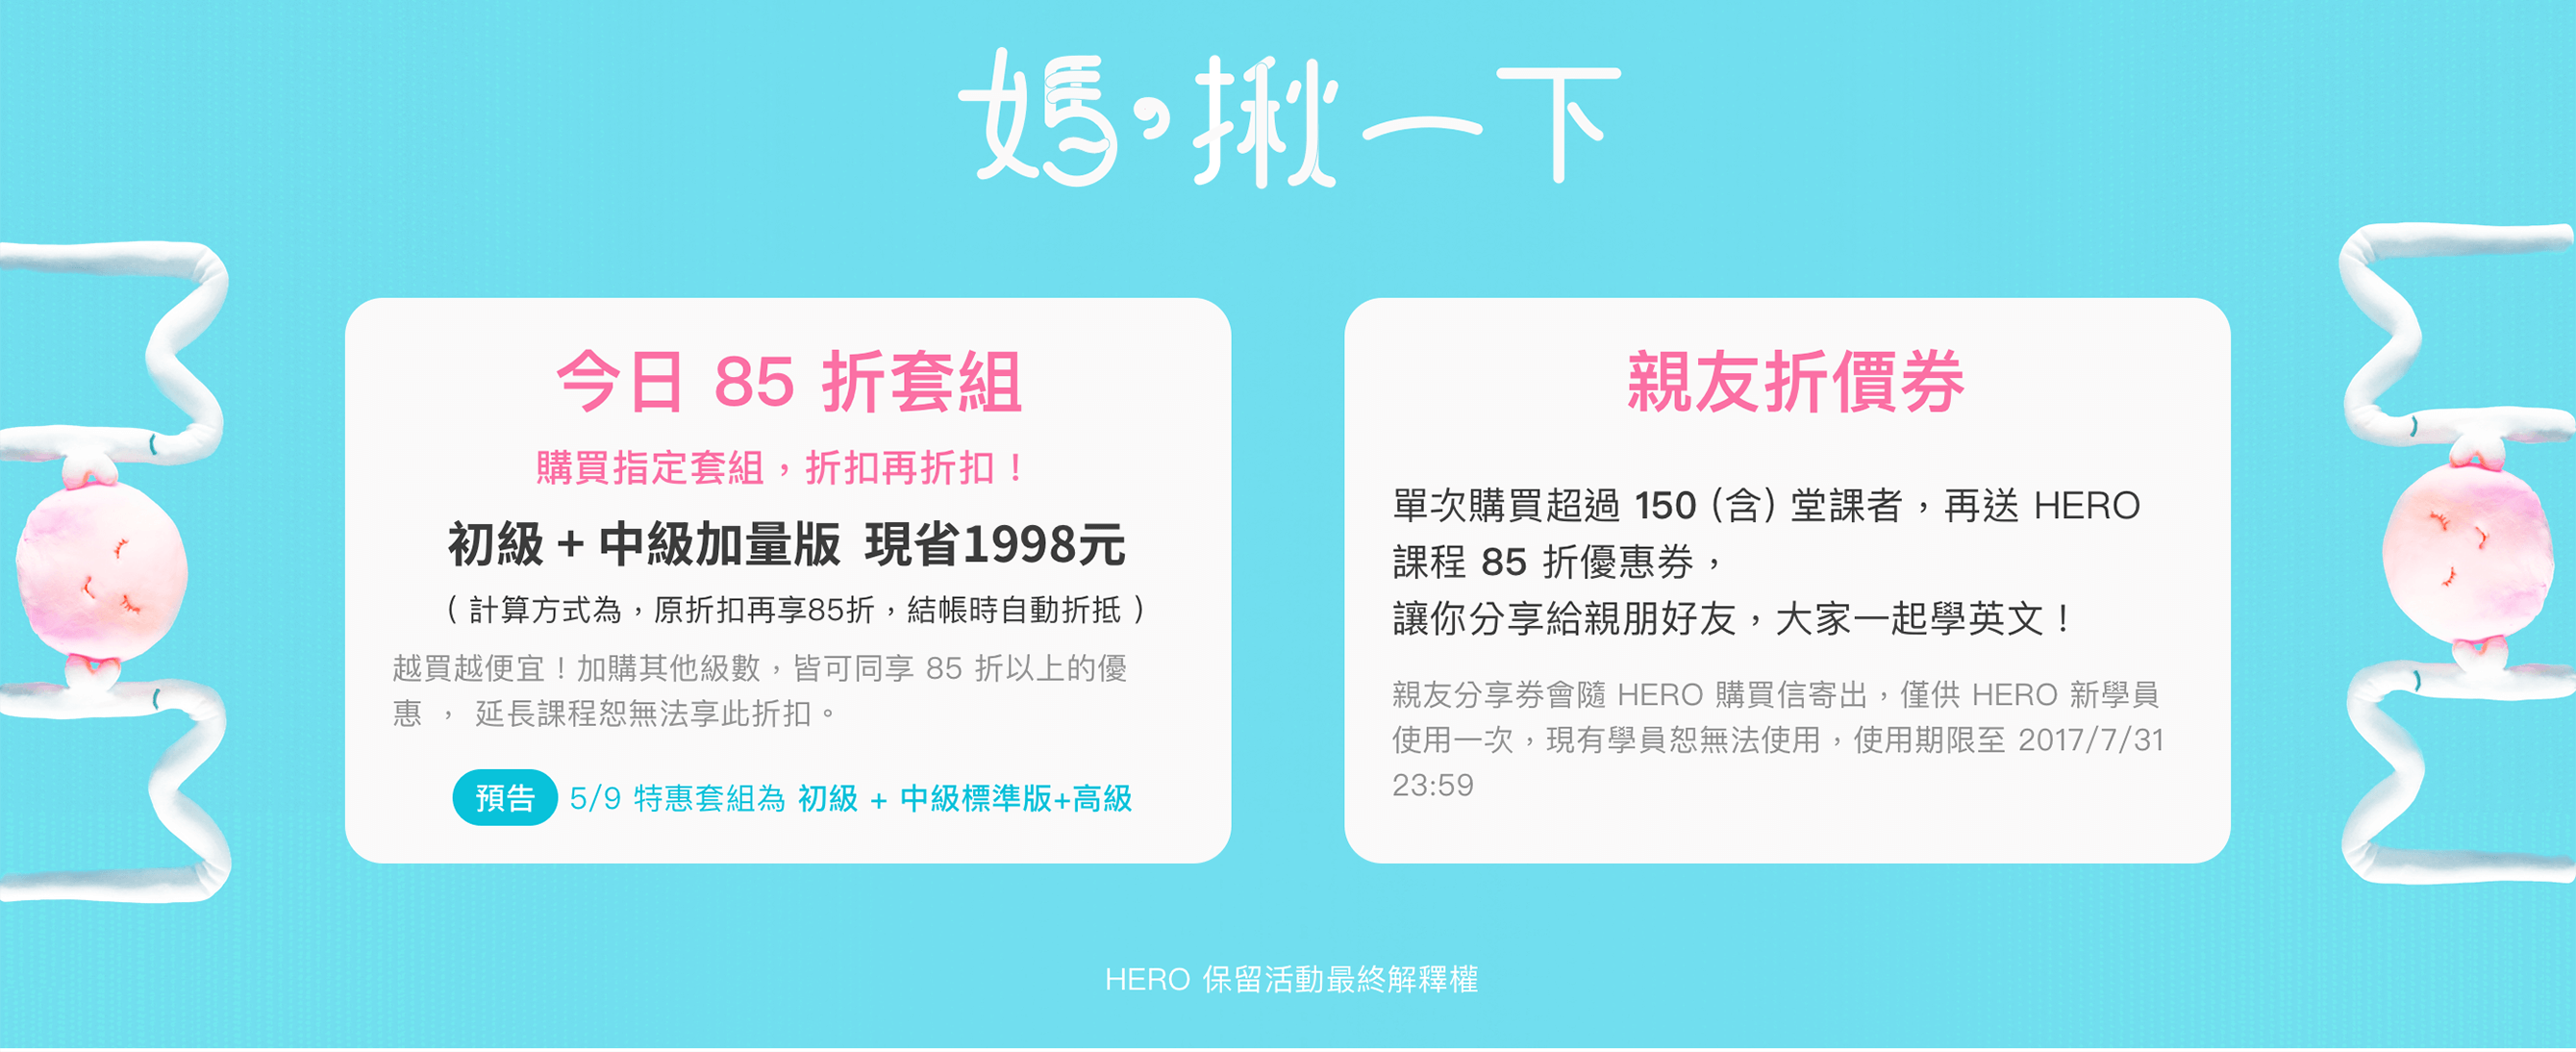 媽，揪一下
今日 85 折套組
購買指定套組，折扣再折扣！
初級 + 中級加量版 現省1998元
( 計算方式為，原折扣再享85折，結帳時自動折抵 )
越買越便宜！加購其他級數，皆可同享 85 折以上的優
惠 ， 延長課程恕無法享此折扣。
預告 5/9 特惠套組為 初級 + 中級標準版+高級
親友折價券
單次購買超過 150 (含) 堂課者，再送 HERO
課程 85 折優惠券，
讓你分享給親朋好友，大家一起學英文！
親友分享券會隨 HERO 購買信寄出，僅供 HERO 新學員
使用一次，現有學員恕無法使用，使用期限至 2017/7/31
23:59
HERO 保留活動最終解釋權